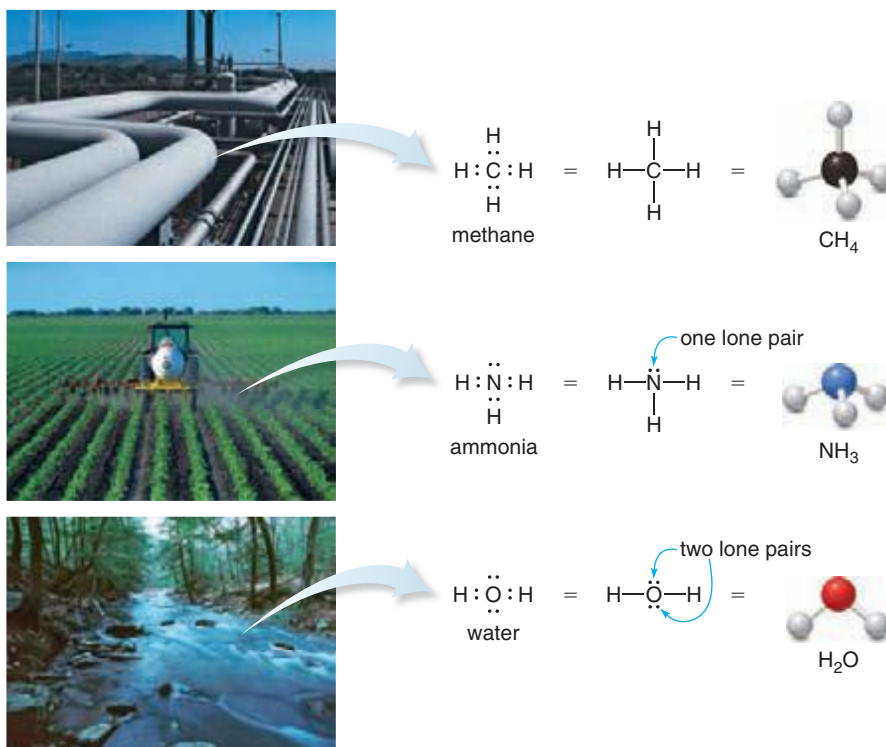 H
H : C : H = H—C—H =
H H
methane
CH₄
one lone pair
H : N : H = H—N—H =
H H
ammonia
NH₃
two lone pairs
H : O : H = H—O—H =
water
H₂O